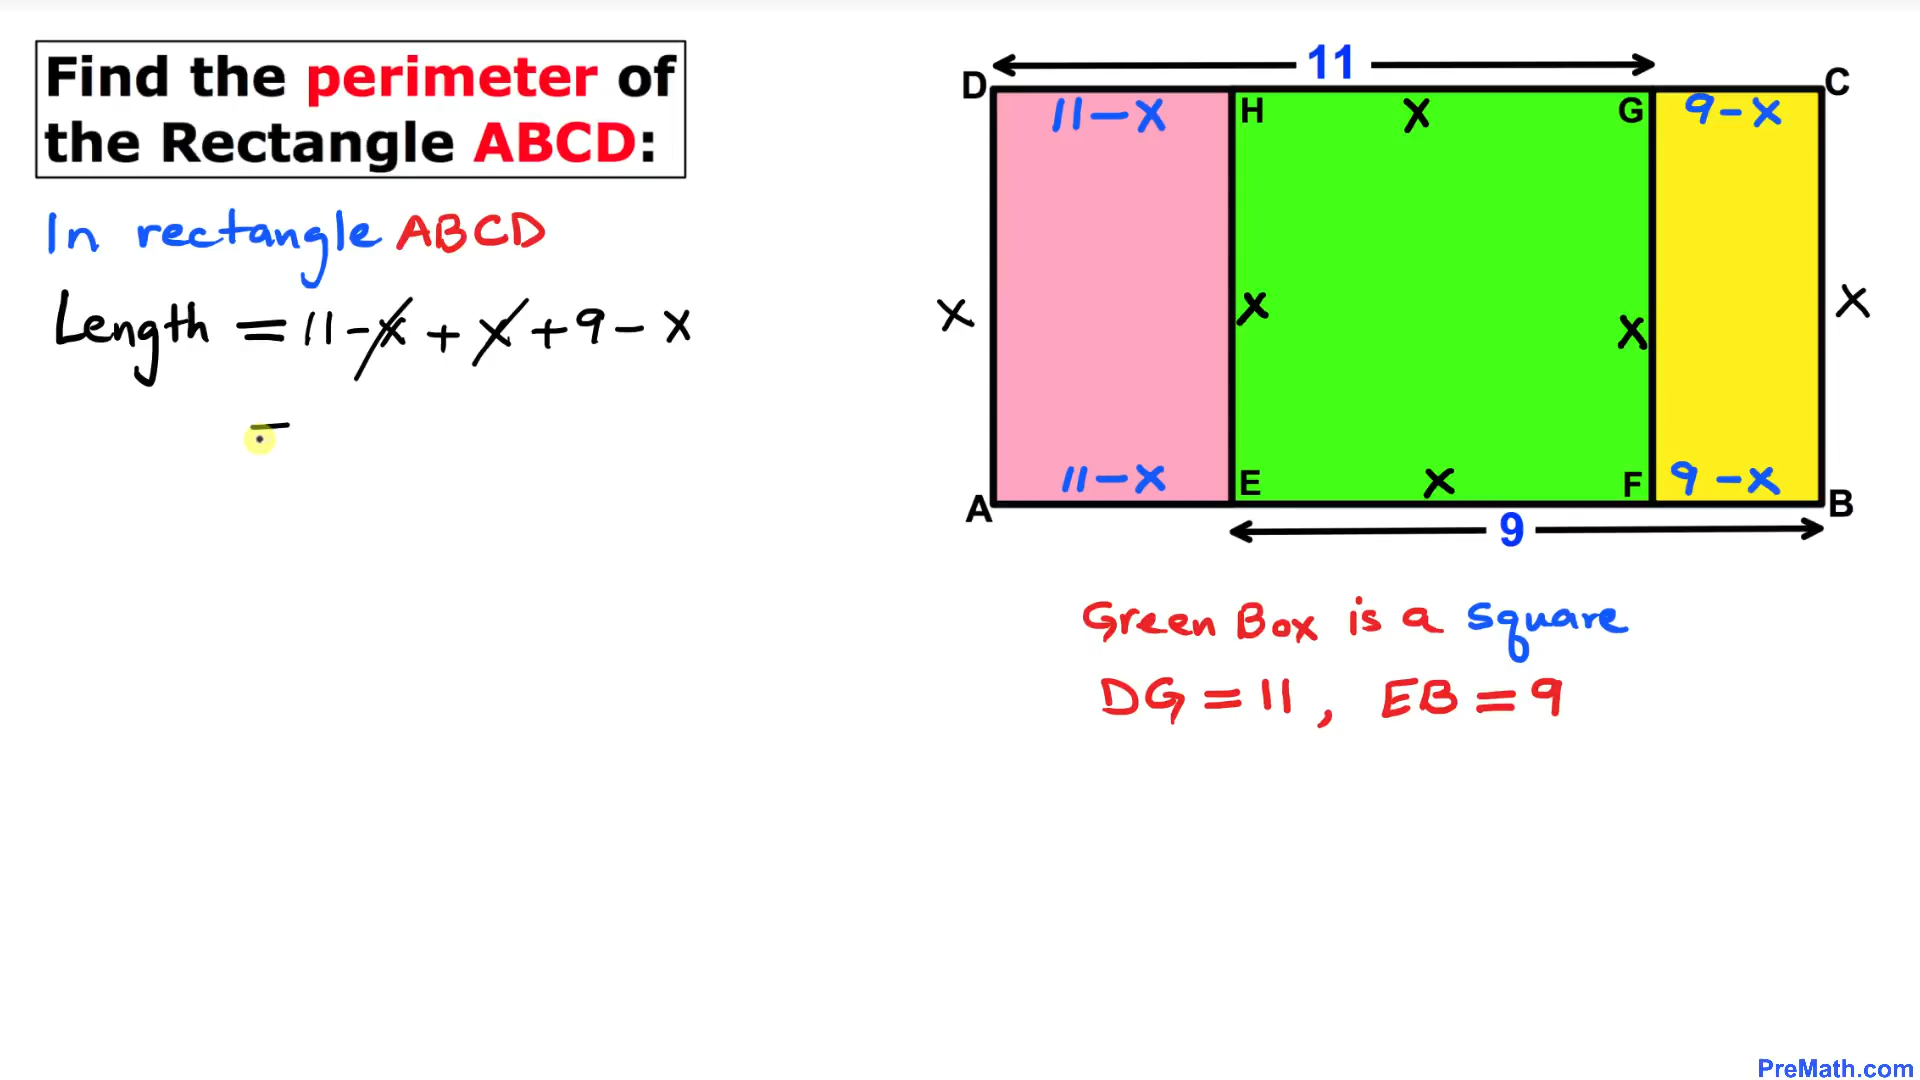 Find the perimeter of
the Rectangle ABCD:
In rectangle ABCD
Length = 11 - x + x + 9 - x
=
11
D
C
11 - x
H
x
G
9 - x
x
x
x
x
11 - x
E
x
F
9 - x
A
B
9
Green Box is a square
DG = 11 , EB = 9
PreMath.com